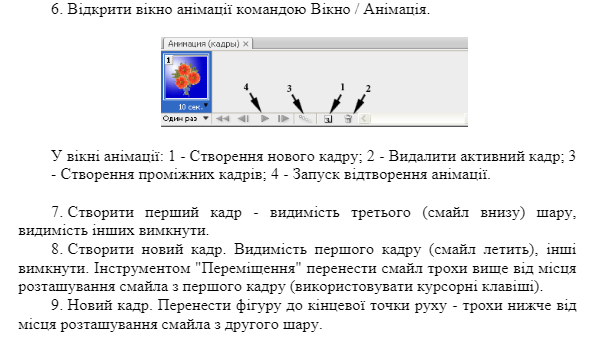 6. Відкрити вікно анімації командою Вікно / Анімація.
Анимация (кадры) ×
1
4 3 1 2
10 сек.
Один раз
У вікні анімації: 1 - Створення нового кадру; 2 - Видалити активний кадр; 3
- Створення проміжних кадрів; 4 - Запуск відтворення анімації.
7. Створити перший кадр - видимість третього (смайл внизу) шару,
видимість інших вимкнути.
8. Створити новий кадр. Видимість першого кадру (смайл летить), інші
вимкнути. Інструментом "Переміщення" перенести смайл трохи вище від місця
розташування смайла з першого кадру (використовувати курсорні клавіші).
9. Новий кадр. Перенести фігуру до кінцевої точки руху - трохи нижче від
місця розташування смайла з другого шару.